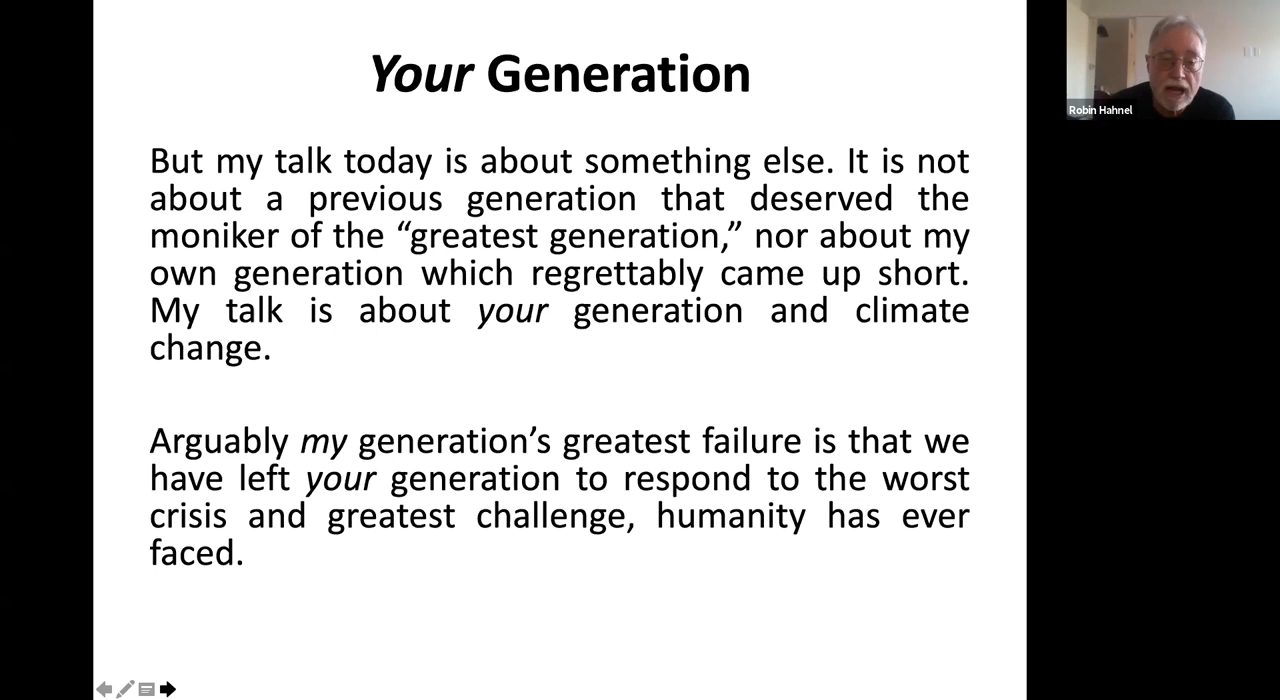 Your Generation
But my talk today is about something else. It is not
about a previous generation that deserved the
moniker of the “greatest generation,” nor about my
own generation which regrettably came up short.
My talk is about your generation and climate
change.
Arguably my generation’s greatest failure is that we
have left your generation to respond to the worst
crisis and greatest challenge, humanity has ever
faced.
Robin Hahnel